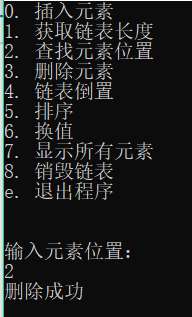 0. 插入元素
1. 获取链表长度
2. 查找元素位置
3. 删除元素
4. 链表倒置
5. 排序
6. 换值
7. 显示所有元素
8. 销毁链表
e. 退出程序
输入元素位置:
2
删除成功